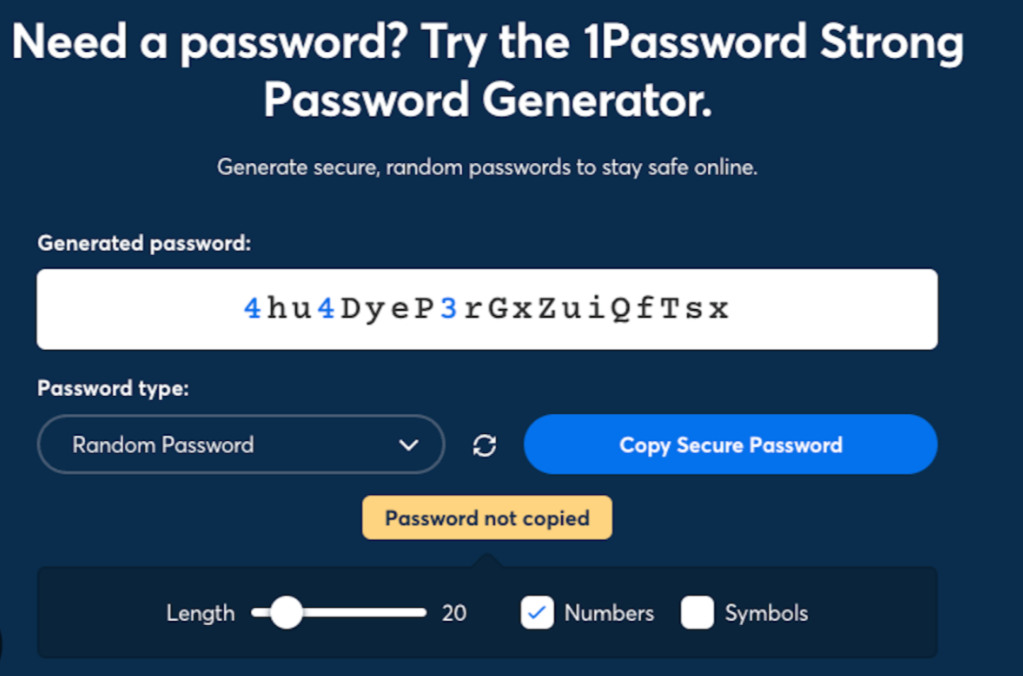 Need a password? Try the 1Password Strong
Password Generator.
Generate secure, random passwords to stay safe online.
Generated password:
4hu4DyeP3rGxZuiQfTsx
Password type:
Random Password
Copy Secure Password
Password not copied
Length 20 Numbers Symbols